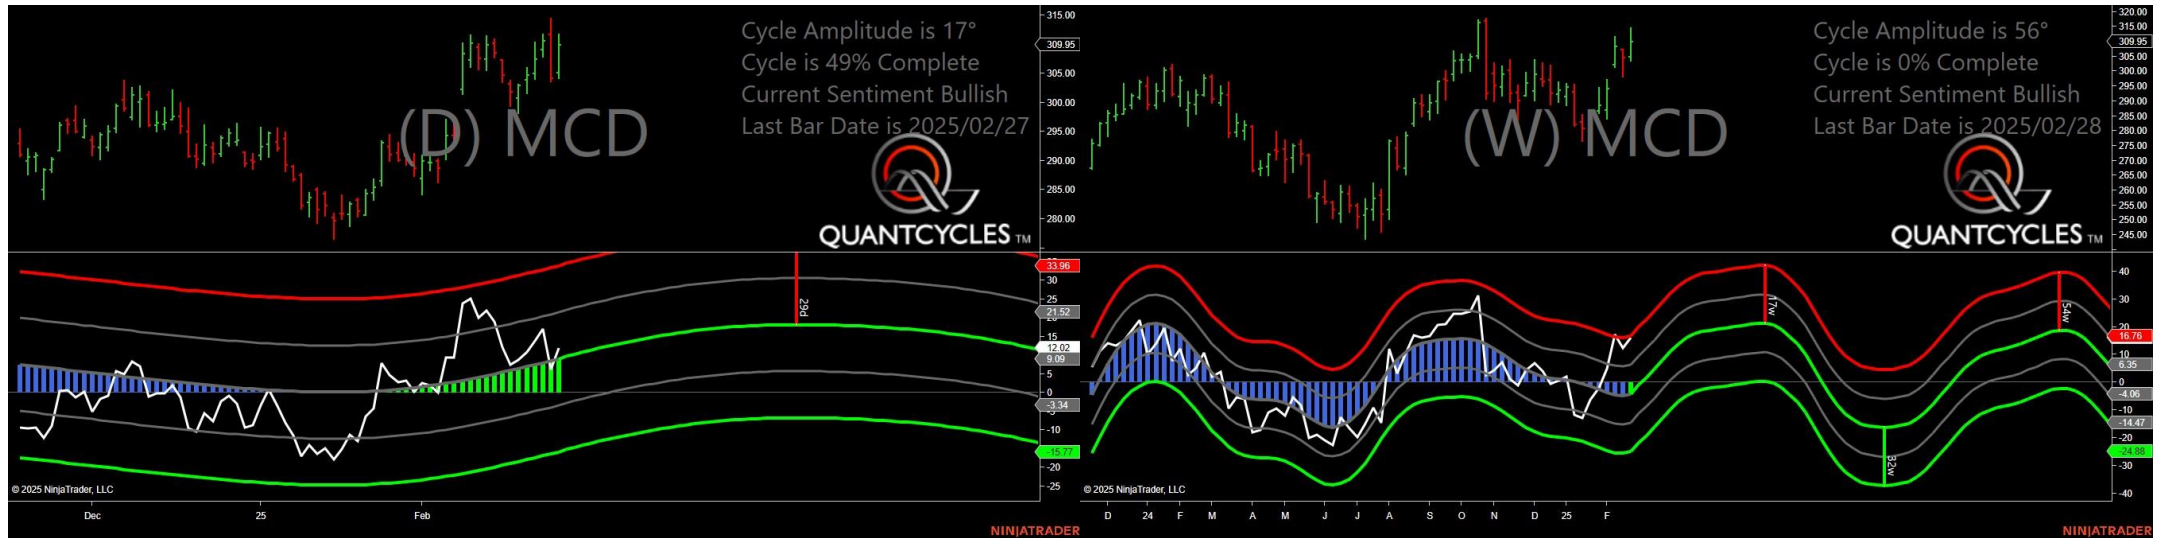 Cycle Amplitude is 17°
Cycle is 49% Complete
Current Sentiment Bullish
Last Bar Date is 2025/02/27
(D) MCD
QUANTCYCLES TM
315.00
309.95
305.00
300.00
295.00
290.00
285.00
280.00
33.96
30
25
21.52
15
12.02
9.09
5
0
-3.34
-10
-15.77
-20
-25
29d
© 2025 NinjaTrader, LLC
Dec 25 Feb
NINJATRADER
Cycle Amplitude is 56°
Cycle is 0% Complete
Current Sentiment Bullish
Last Bar Date is 2025/02/28
(W) MCD
QUANTCYCLES TM
320.00
315.00
309.95
305.00
300.00
295.00
290.00
285.00
280.00
275.00
270.00
265.00
260.00
255.00
250.00
245.00
40
30
20
16.76
10
6.35
0
-4.06
-10
-14.47
-20
-24.88
-30
-40
17w
32w
54w
© 2025 NinjaTrader, LLC
D 24 F M A M J J A S O N D 25 F
NINJATRADER